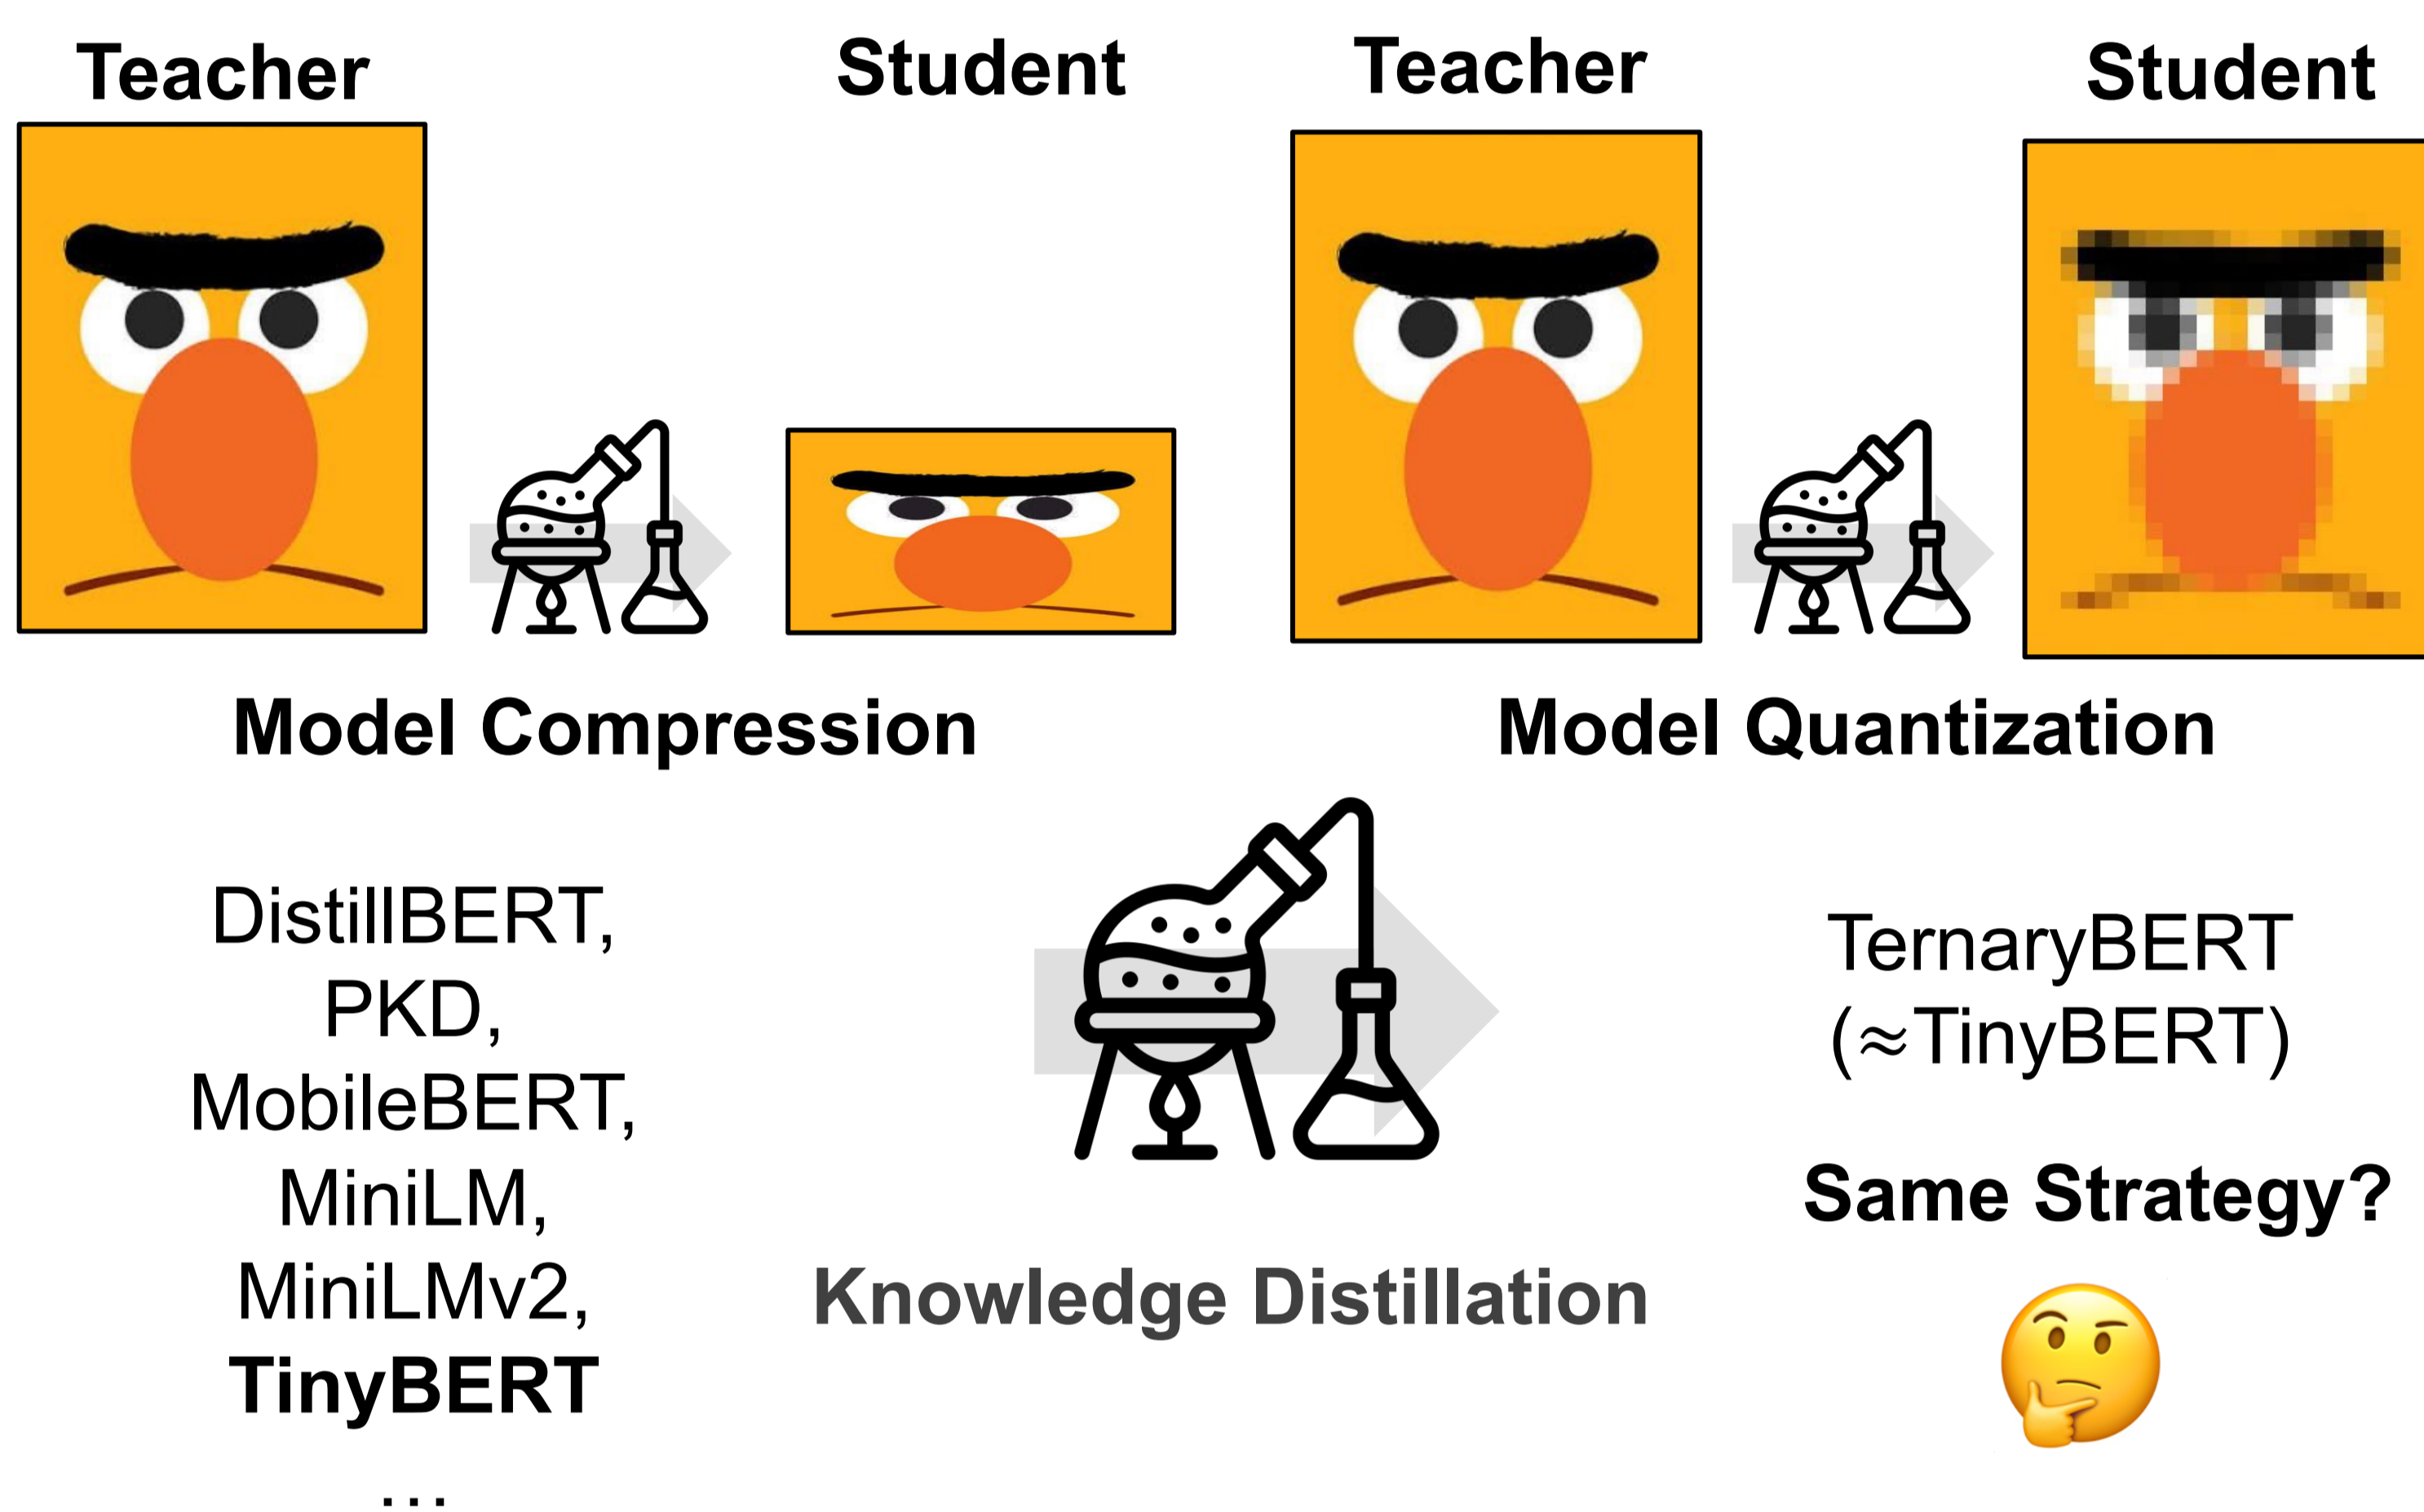 Teacher
Student
Teacher
Student
Model Compression
Model Quantization
DistillBERT,
PKD,
MobileBERT,
MiniLM,
MiniLMv2,
TinyBERT
...
Knowledge Distillation
TernaryBERT
(≈TinyBERT)
Same Strategy?